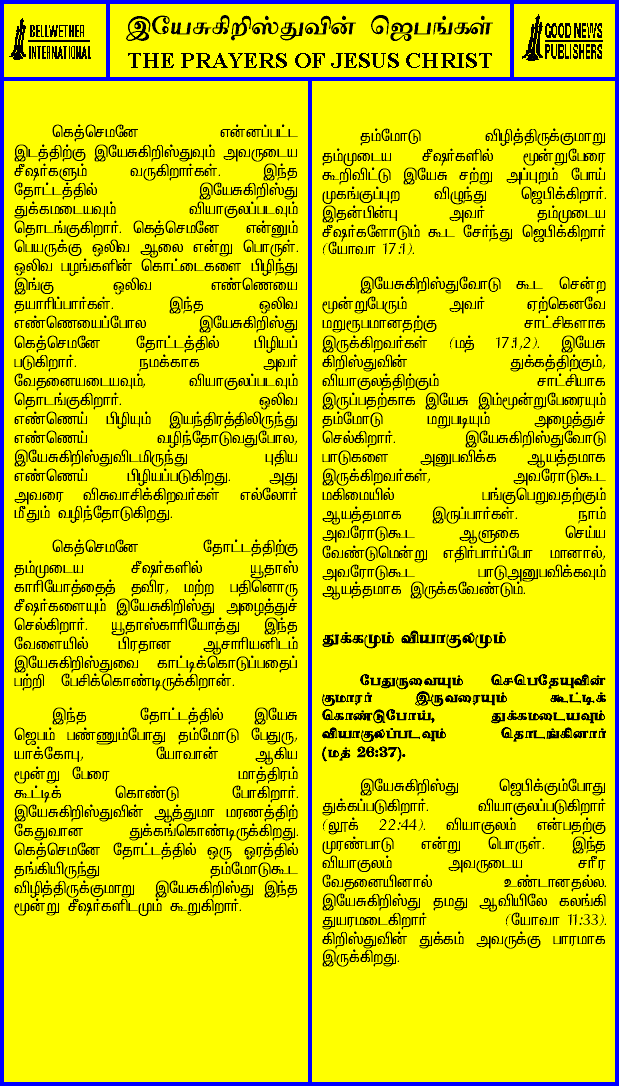 BELLWETHER
INTERNATIONAL
இயேசுகிறிஸ்துவின் ஜெபங்கள்
THE PRAYERS OF JESUS CHRIST
GOOD NEWS
PUBLISHERS
கெத்செமனே என்னப்பட்ட
இடத்திற்கு இயேசுகிறிஸ்துவும் அவருடைய
சீஷர்களும் வருகிறார்கள். இந்த
தோட்டத்தில் இயேசுகிறிஸ்து
துக்கமடையவும் வியாகுலப்படவும்
தொடங்குகிறார். கெத்செமனே என்னும்
பெயருக்கு ஒலிவ ஆலை என்று பொருள்.
ஒலிவ பழங்களின் கொட்டைகளை பிழிந்து
இங்கு ஒலிவ எண்ணெயை
தயாரிப்பார்கள். இந்த ஒலிவ
எண்ணெயைப்போல இயேசுகிறிஸ்து
கெத்செமனே தோட்டத்தில் பிழியப்
படுகிறார். நமக்காக அவர்
வேதனையடையவும், வியாகுலப்படவும்
தொடங்குகிறார். ஒலிவ
எண்ணெய் பிழியும் இயந்திரத்திலிருந்து
எண்ணெய் வழிந்தோடுவதுபோல,
இயேசுகிறிஸ்துவிடமிருந்து புதிய
எண்ணெய் பிழியப்படுகிறது. அது
அவரை விசுவாசிக்கிறவர்கள் எல்லோர்
மீதும் வழிந்தோடுகிறது.
கெத்செமனே தோட்டத்திற்கு
தம்முடைய சீஷர்களில் யூதாஸ்
காரியோத்தைத் தவிர, மற்ற பதினொரு
சீஷர்களையும் இயேசுகிறிஸ்து அழைத்துச்
செல்கிறார். யூதாஸ்காரியோத்து இந்த
வேளையில் பிரதான ஆசாரியனிடம்
இயேசுகிறிஸ்துவை காட்டிக்கொடுப்பதைப்
பற்றி பேசிக்கொண்டிருக்கிறான்.
இந்த தோட்டத்தில் இயேசு
ஜெபம் பண்ணும்போது தம்மோடு பேதுரு,
யாக்கோபு, யோவான் ஆகிய
மூன்று பேரை மாத்திரம்
கூட்டிக் கொண்டு போகிறார்.
இயேசுகிறிஸ்துவின் ஆத்துமா மரணத்திற்
கேதுவான துக்கங்கொண்டிருக்கிறது.
கெத்செமனே தோட்டத்தில் ஒரு ஓரத்தில்
தங்கியிருந்து தம்மோடுகூட
விழித்திருக்குமாறு இயேசுகிறிஸ்து இந்த
மூன்று சீஷர்களிடமும் கூறுகிறார்.
தம்மோடு விழித்திருக்குமாறு
தம்முடைய சீஷர்களில் மூன்றுபேரை
கூறிவிட்டு இயேசு சற்று அப்புறம் போய்
முகங்குப்புற விழுந்து ஜெபிக்கிறார்.
இதன்பின்பு அவர் தம்முடைய
சீஷர்களோடும் கூட சேர்ந்து ஜெபிக்கிறார்
(யோவா 17:1).
இயேசுகிறிஸ்துவோடு கூட சென்ற
மூன்றுபேரும் அவர் ஏற்கெனவே
மறுரூபமானதற்கு சாட்சிகளாக
இருக்கிறவர்கள் (மத் 17:1,2). இயேசு
கிறிஸ்துவின் துக்கத்திற்கும்,
வியாகுலத்திற்கும் சாட்சியாக
இருப்பதற்காக இயேசு இம்மூன்றுபேரையும்
தம்மோடு மறுபடியும் அழைத்துச்
செல்கிறார். இயேசுகிறிஸ்துவோடு
பாடுகளை அனுபவிக்க ஆயத்தமாக
இருக்கிறவர்கள், அவரோடுகூட
மகிமையில் பங்குபெறுவதற்கும்
ஆயத்தமாக இருப்பார்கள். நாம்
அவரோடுகூட ஆளுகை செய்ய
வேண்டுமென்று எதிர்பார்ப்போ மானால்,
அவரோடுகூட பாடுஅனுபவிக்கவும்
ஆயத்தமாக இருக்கவேண்டும்.
துக்கமும் வியாகுலமும்
பேதுருவையும் செபெதேயுவின்
குமாரர் இருவரையும் கூட்டிக்
கொண்டுபோய், துக்கமடையவும்
வியாகுலப்படவும் தொடங்கினார்
(மத் 26:37).
இயேசுகிறிஸ்து ஜெபிக்கும்போது
துக்கப்படுகிறார். வியாகுலப்படுகிறார்
(லூக் 22:44). வியாகுலம் என்பதற்கு
முரண்பாடு என்று பொருள். இந்த
வியாகுலம் அவருடைய சரீர
வேதனையினால் உண்டானதல்ல.
இயேசுகிறிஸ்து தமது ஆவியிலே கலங்கி
துயரமடைகிறார் (யோவா 11:33).
கிறிஸ்துவின் துக்கம் அவருக்கு பாரமாக
இருக்கிறது.